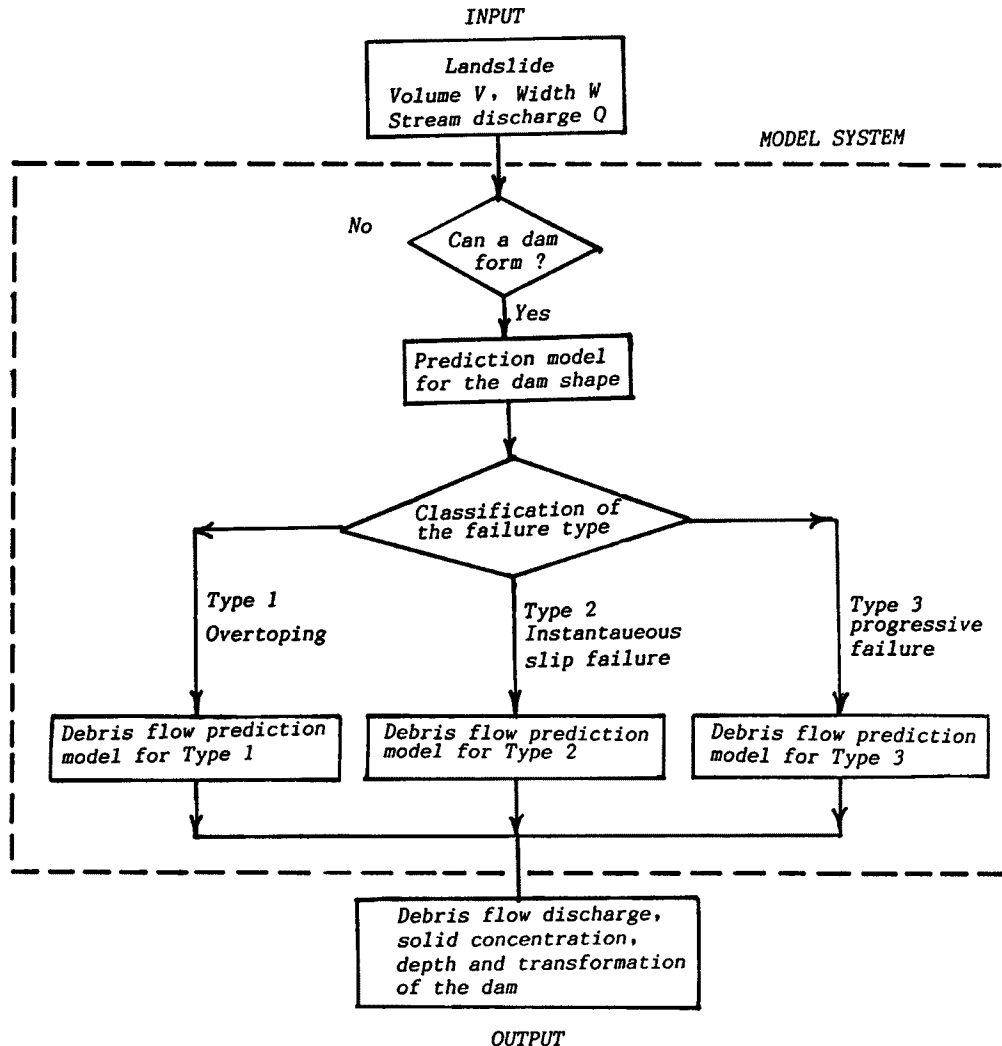 INPUT
Landslide
Volume V, Width W
Stream discharge Q
MODEL SYSTEM
No
Can a dam
form ?
Yes
Prediction model
for the dam shape
Classification of
the failure type
Type 1
Overtoping
Type 2
Instantaueous
slip failure
Type 3
progressive
failure
Debris flow prediction
model for Type 1
Debris flow prediction
model for Type 2
Debris flow prediction
model for Type 3
Debris flow discharge,
solid concentration,
depth and transformation
of the dam
OUTPUT